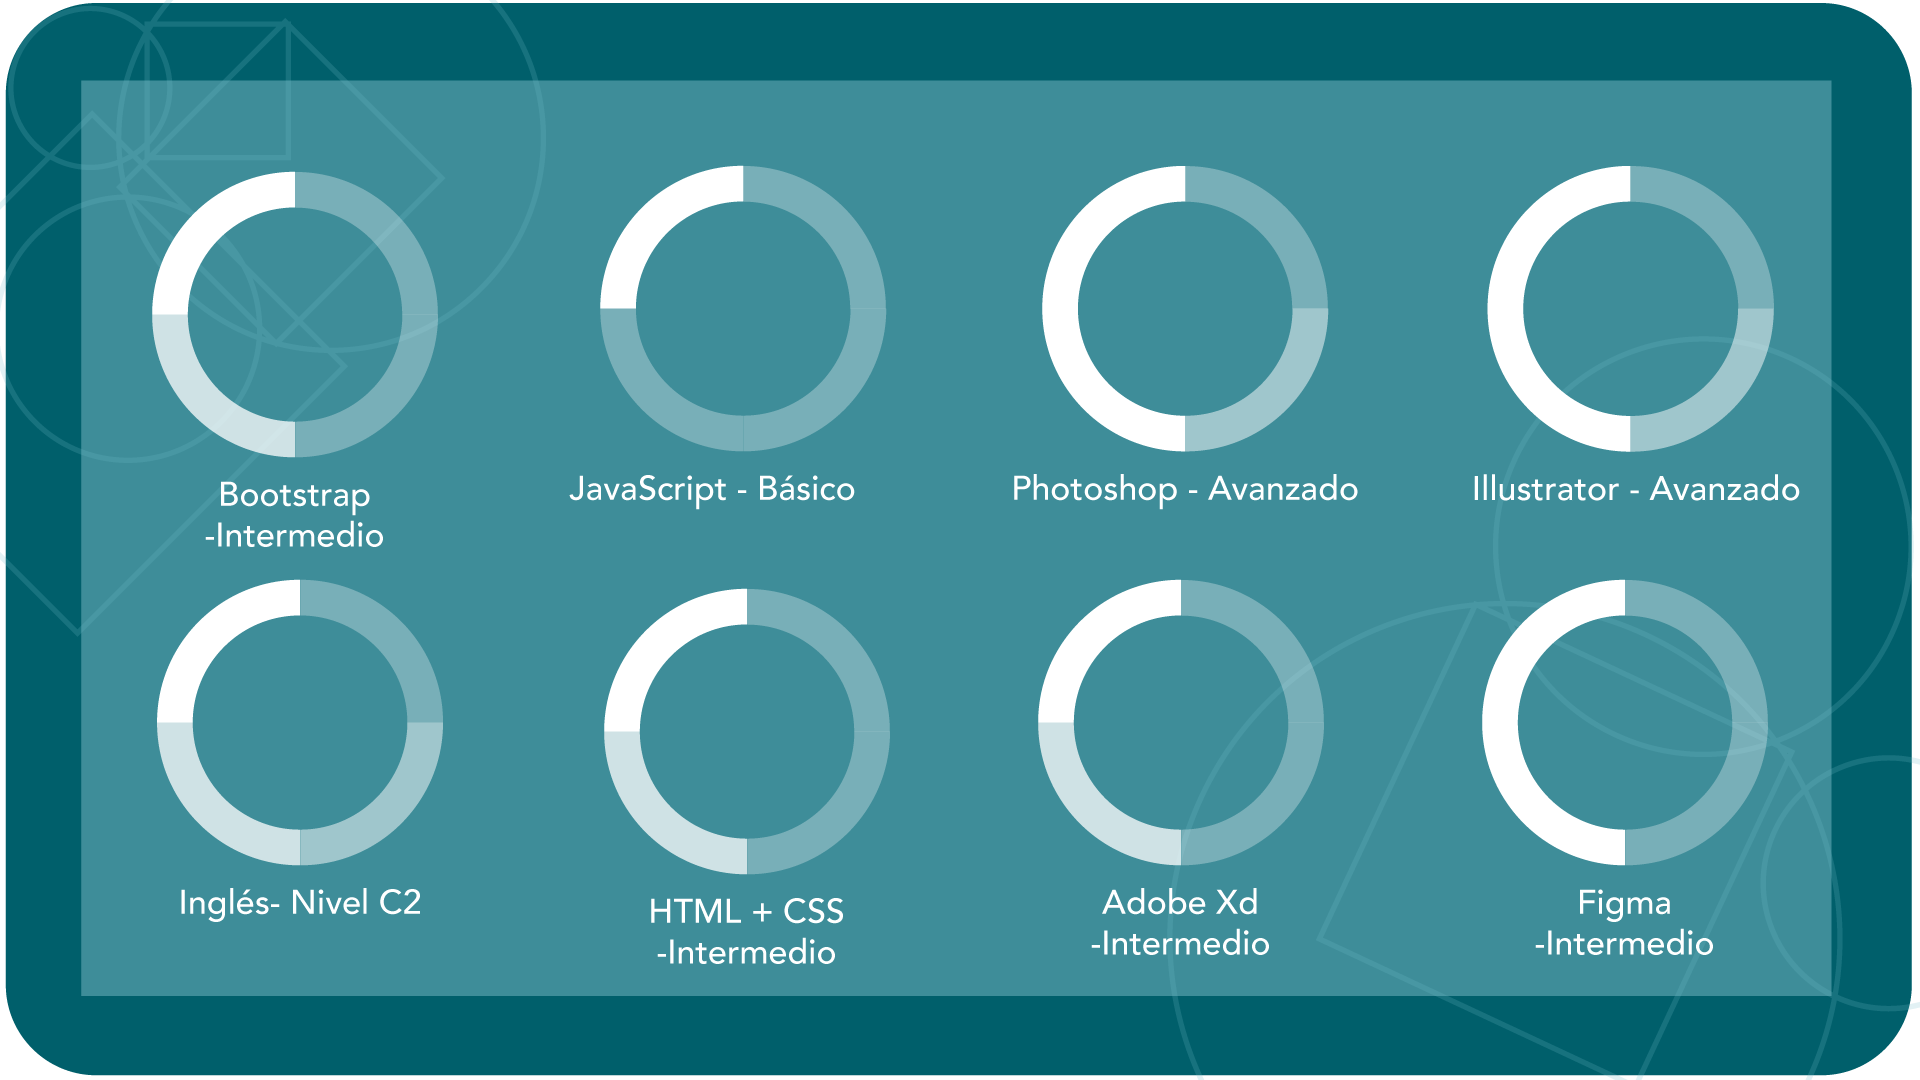 Bootstrap
-Intermedio
JavaScript - Básico
Photoshop - Avanzado
Illustrator - Avanzado
Inglés- Nivel C2
HTML + CSS
-Intermedio
Adobe Xd
-Intermedio
Figma
-Intermedio